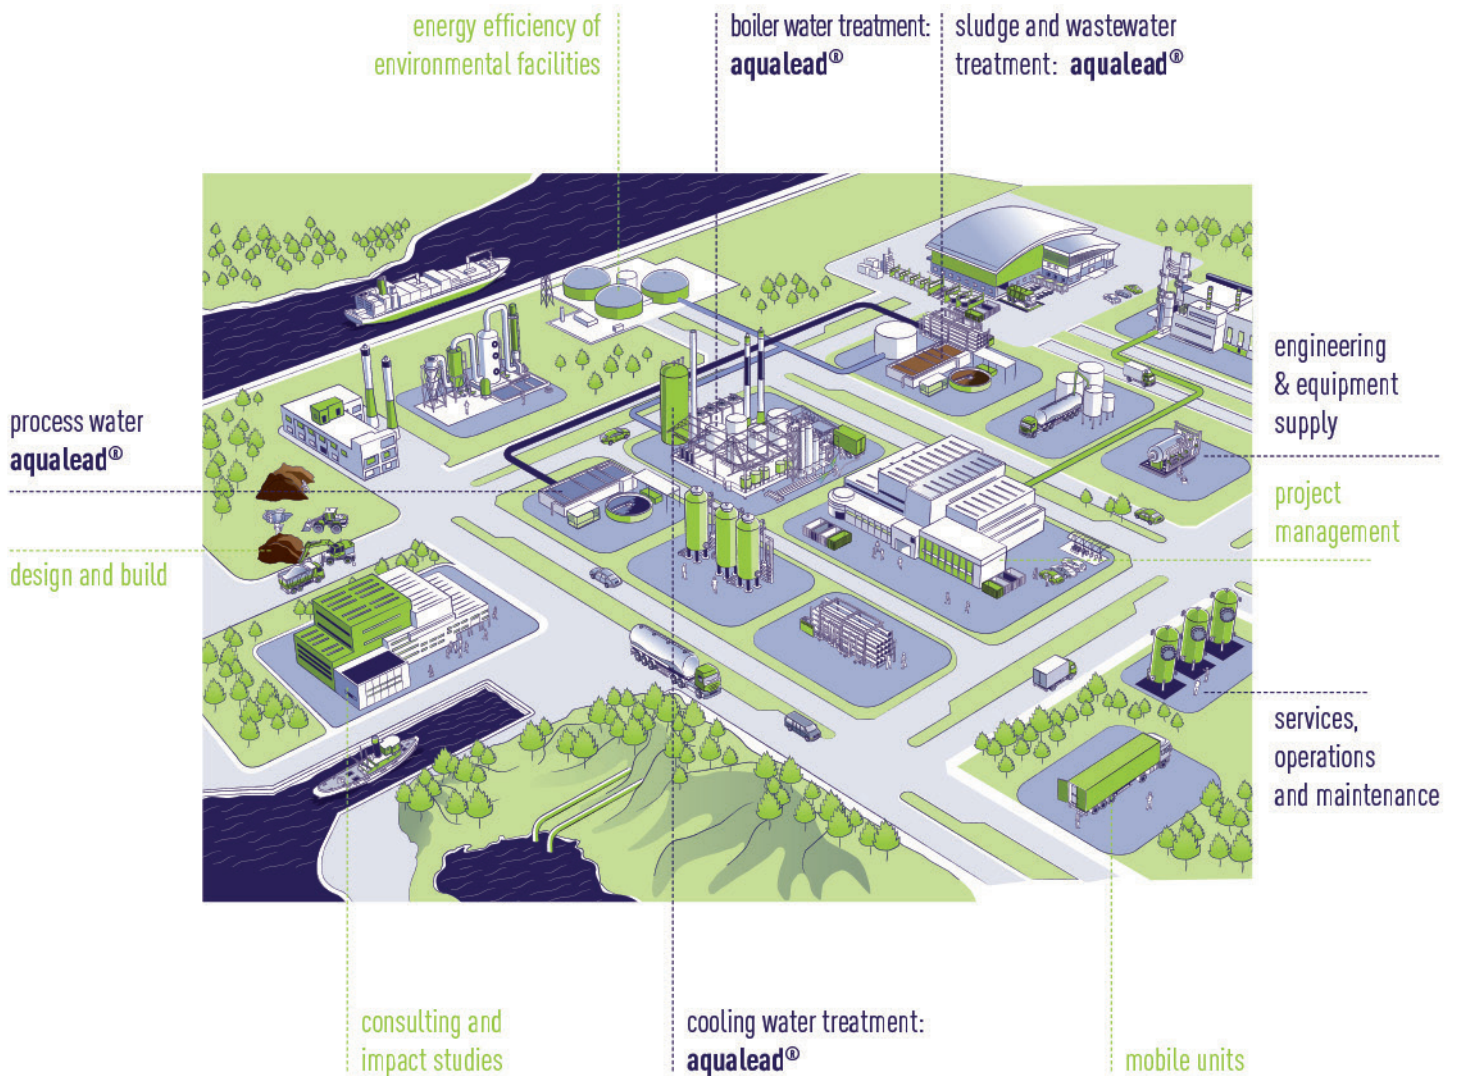 energy efficiency of
environmental facilities
boiler water treatment:
aqualead®
sludge and wastewater
treatment: aqualead®
process water
aqualead®
design and build
engineering
& equipment
supply
project
management
services,
operations
and maintenance
consulting and
impact studies
cooling water treatment:
aqualead®
mobile units